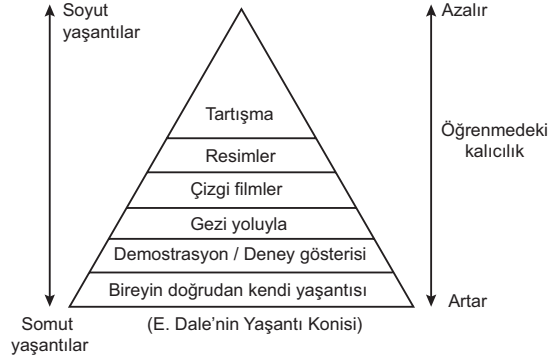 Soyut
yaşantılar
Azalır
Tartışma
Resimler
Çizgi filmler
Gezi yoluyla
Demostrasyon / Deney gösterisi
Bireyin doğrudan kendi yaşantısı
Öğrenmedeki
kalıcılık
Artar
Somut
yaşantılar
(E. Dale’nin Yaşantı Konisi)